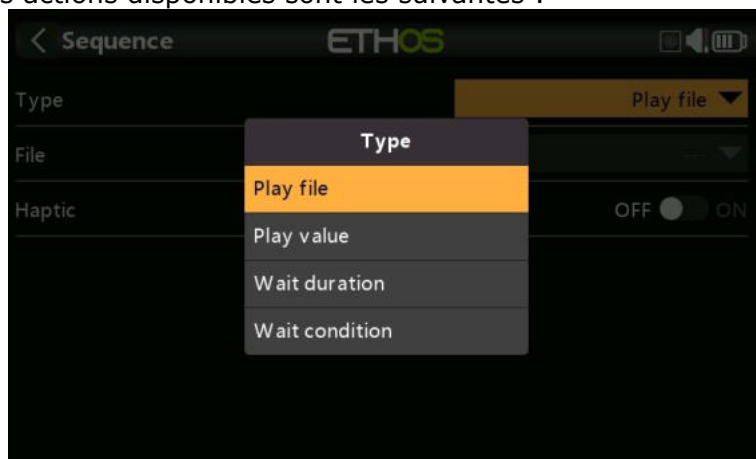 s actions disponibles sont les suivantes :
< Sequence ETHOS
Type Play file
File ---
Haptic OFF ON
Type
Play file
Play value
Wait duration
Wait condition